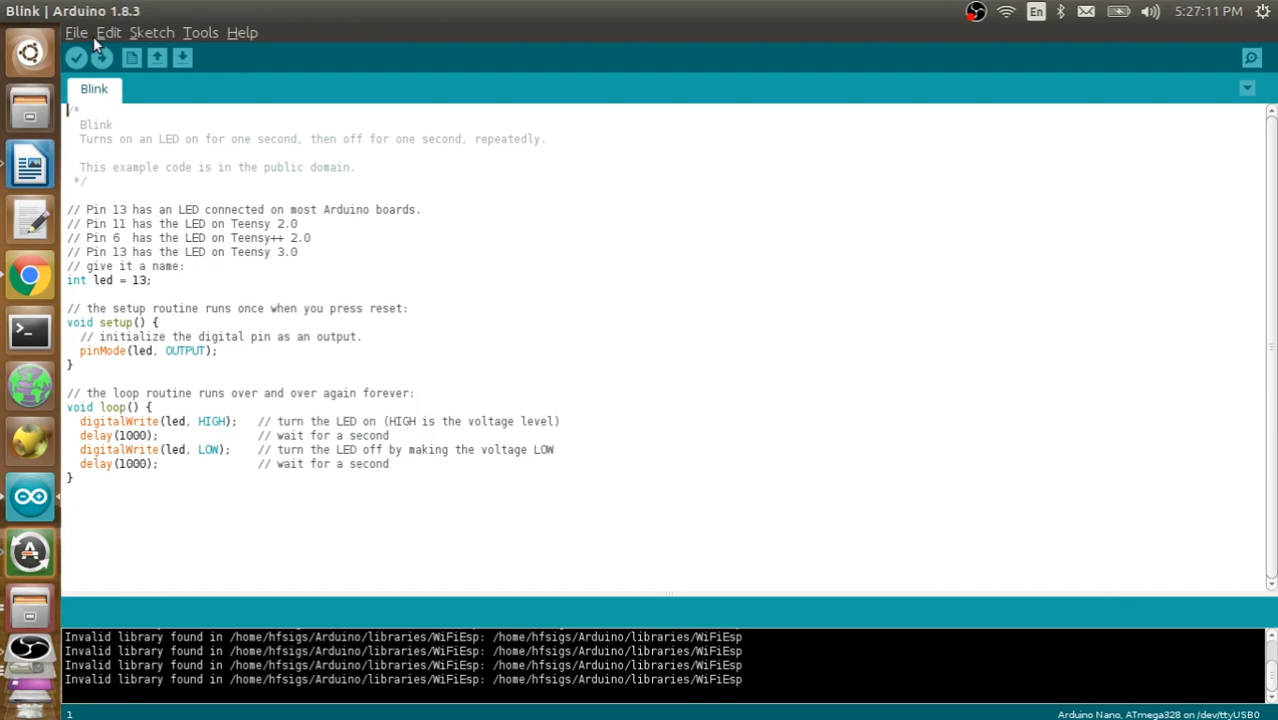 Blink | Arduino 1.8.3
En
5:27:11 PM
File Edit Sketch Tools Help
Blink
/*
Blink
Turns on an LED on for one second, then off for one second, repeatedly.
This example code is in the public domain.
*/
// Pin 13 has an LED connected on most Arduino boards.
// Pin 11 has the LED on Teensy 2.0
// Pin 6  has the LED on Teensy++ 2.0
// Pin 13 has the LED on Teensy 3.0
// give it a name:
int led = 13;
// the setup routine runs once when you press reset:
void setup() {
// initialize the digital pin as an output.
pinMode(led, OUTPUT);
}
// the loop routine runs over and over again forever:
void loop() {
digitalWrite(led, HIGH);   // turn the LED on (HIGH is the voltage level)
delay(1000);               // wait for a second
digitalWrite(led, LOW);    // turn the LED off by making the voltage LOW
delay(1000);               // wait for a second
}
Invalid library found in /home/hfsigs/Arduino/libraries/WiFiEsp: /home/hfsigs/Arduino/libraries/WiFiEsp
Invalid library found in /home/hfsigs/Arduino/libraries/WiFiEsp: /home/hfsigs/Arduino/libraries/WiFiEsp
Invalid library found in /home/hfsigs/Arduino/libraries/WiFiEsp: /home/hfsigs/Arduino/libraries/WiFiEsp
Invalid library found in /home/hfsigs/Arduino/libraries/WiFiEsp: /home/hfsigs/Arduino/libraries/WiFiEsp
1
Arduino Nano, ATmega328 on /dev/ttyUSB0